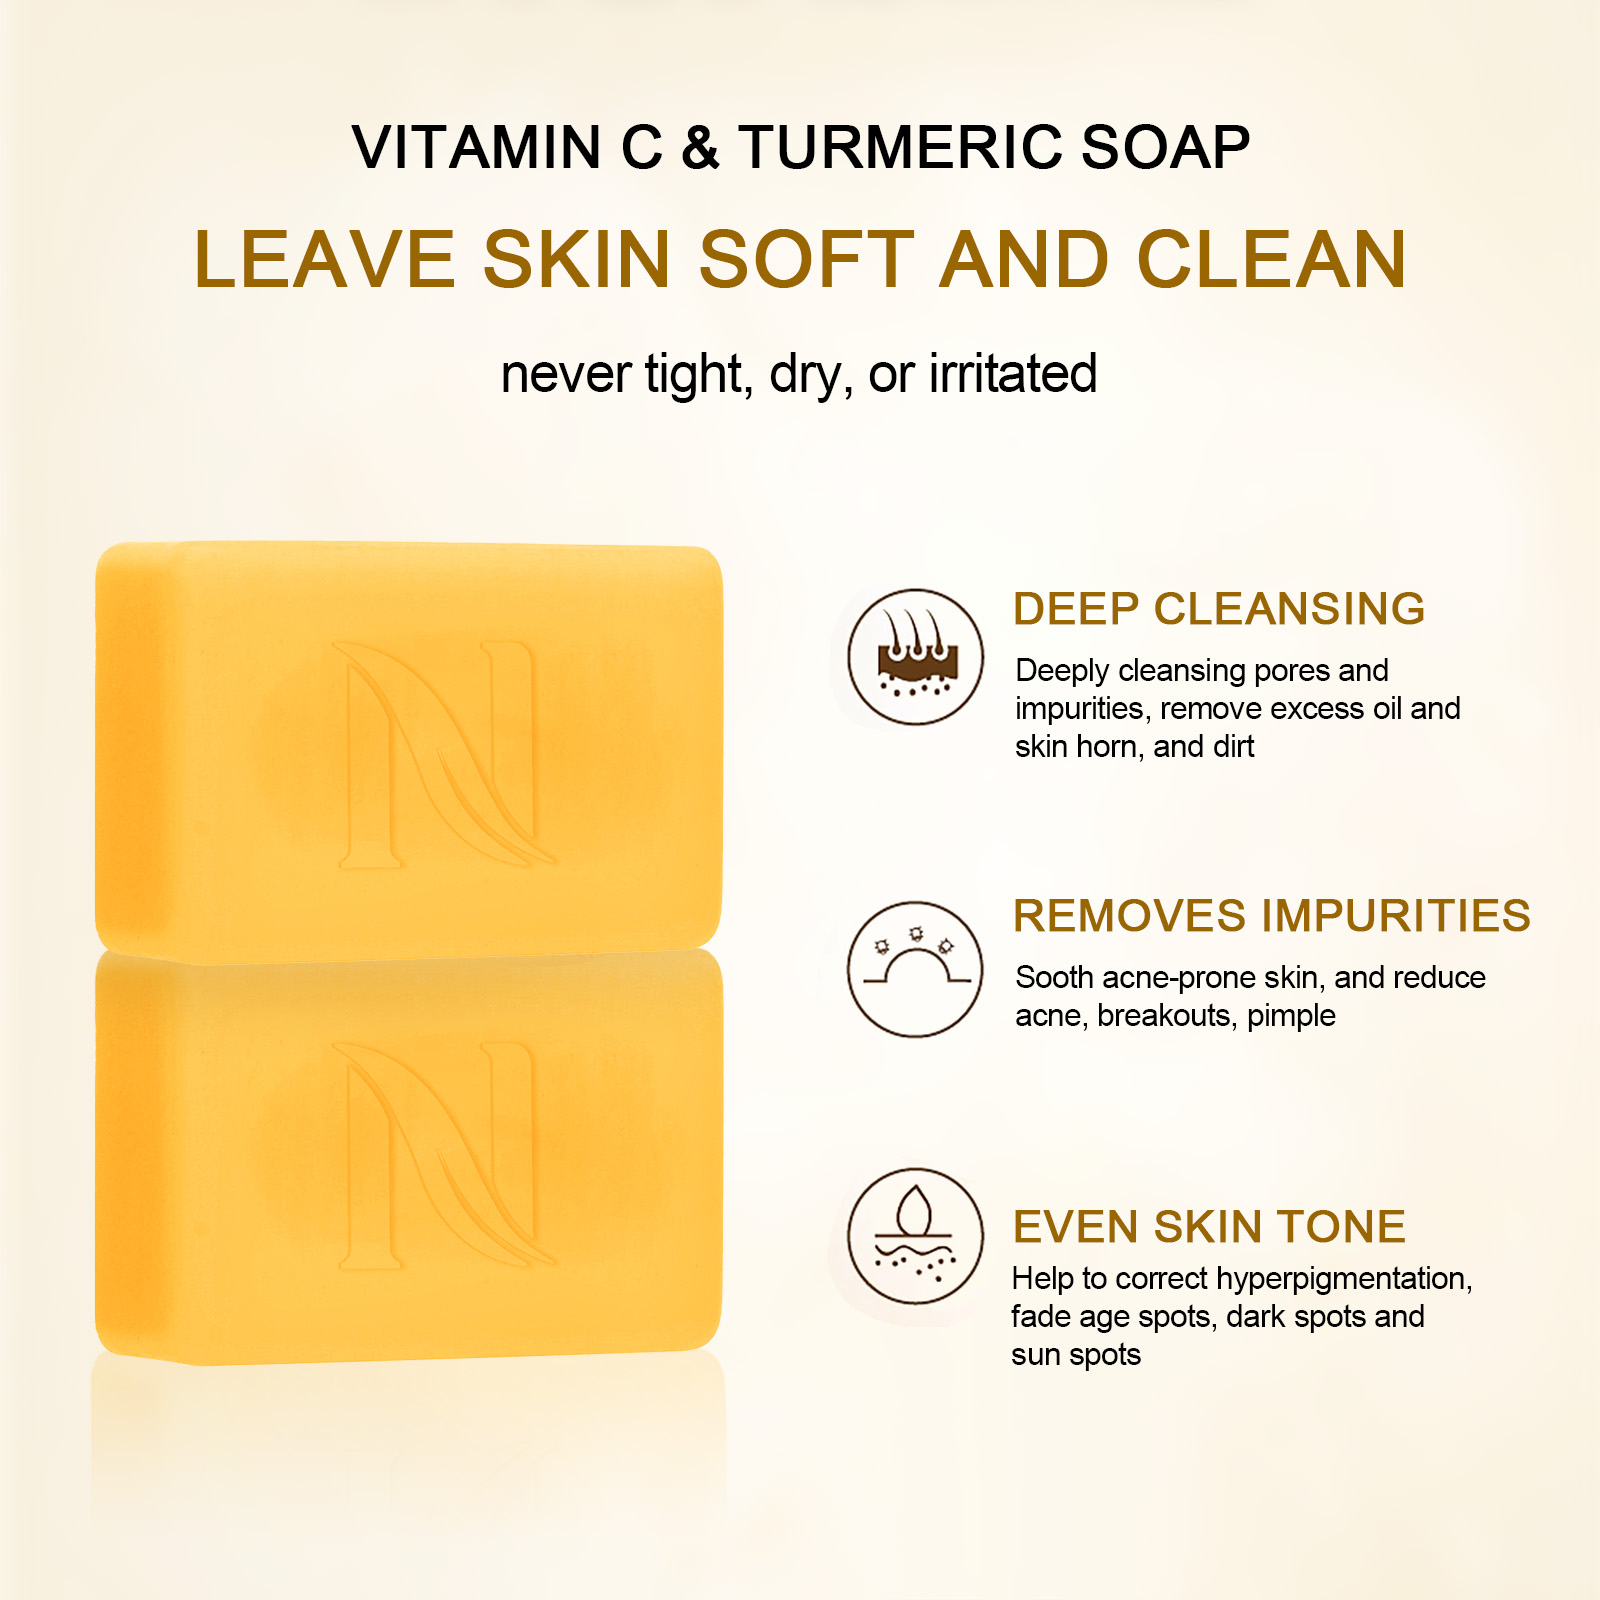 VITAMIN C & TURMERIC SOAP
LEAVE SKIN SOFT AND CLEAN
never tight, dry, or irritated
N
N
DEEP CLEANSING
Deeply cleansing pores and
impurities, remove excess oil and
skin horn, and dirt
REMOVES IMPURITIES
Sooth acne-prone skin, and reduce
acne, breakouts, pimple
EVEN SKIN TONE
Help to correct hyperpigmentation,
fade age spots, dark spots and
sun spots